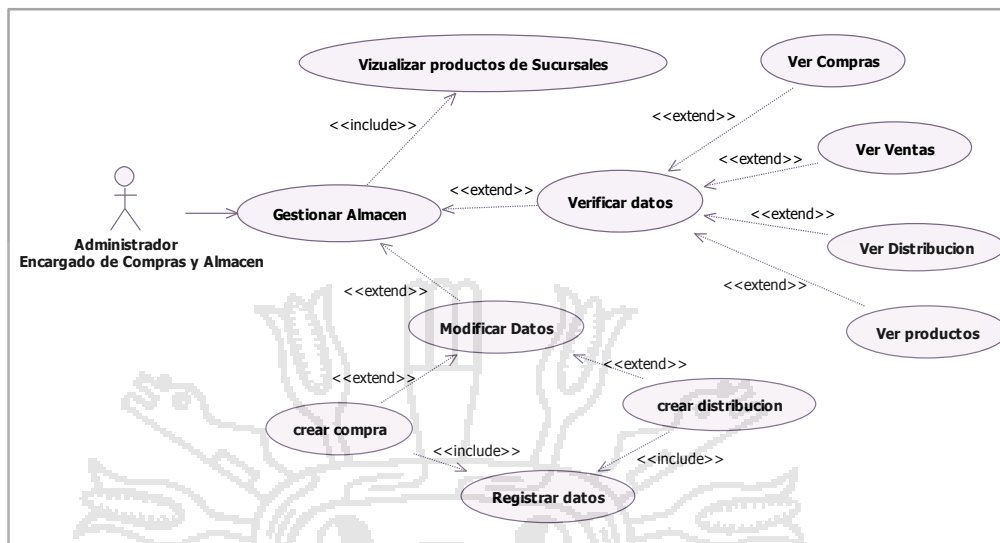 Vizualizar productos de Sucursales
Ver Compras
<<include>>
<<extend>>
Ver Ventas
<<extend>>
<<extend>>
Gestionar Almacen
Verificar datos
<<extend>>
Administrador
Encargado de Compras y Almacen
Ver Distribucion
<<extend>>
<<extend>>
Modificar Datos
Ver productos
<<extend>>
<<extend>>
crear distribucion
crear compra
<<include>>
<<include>>
Registrar datos